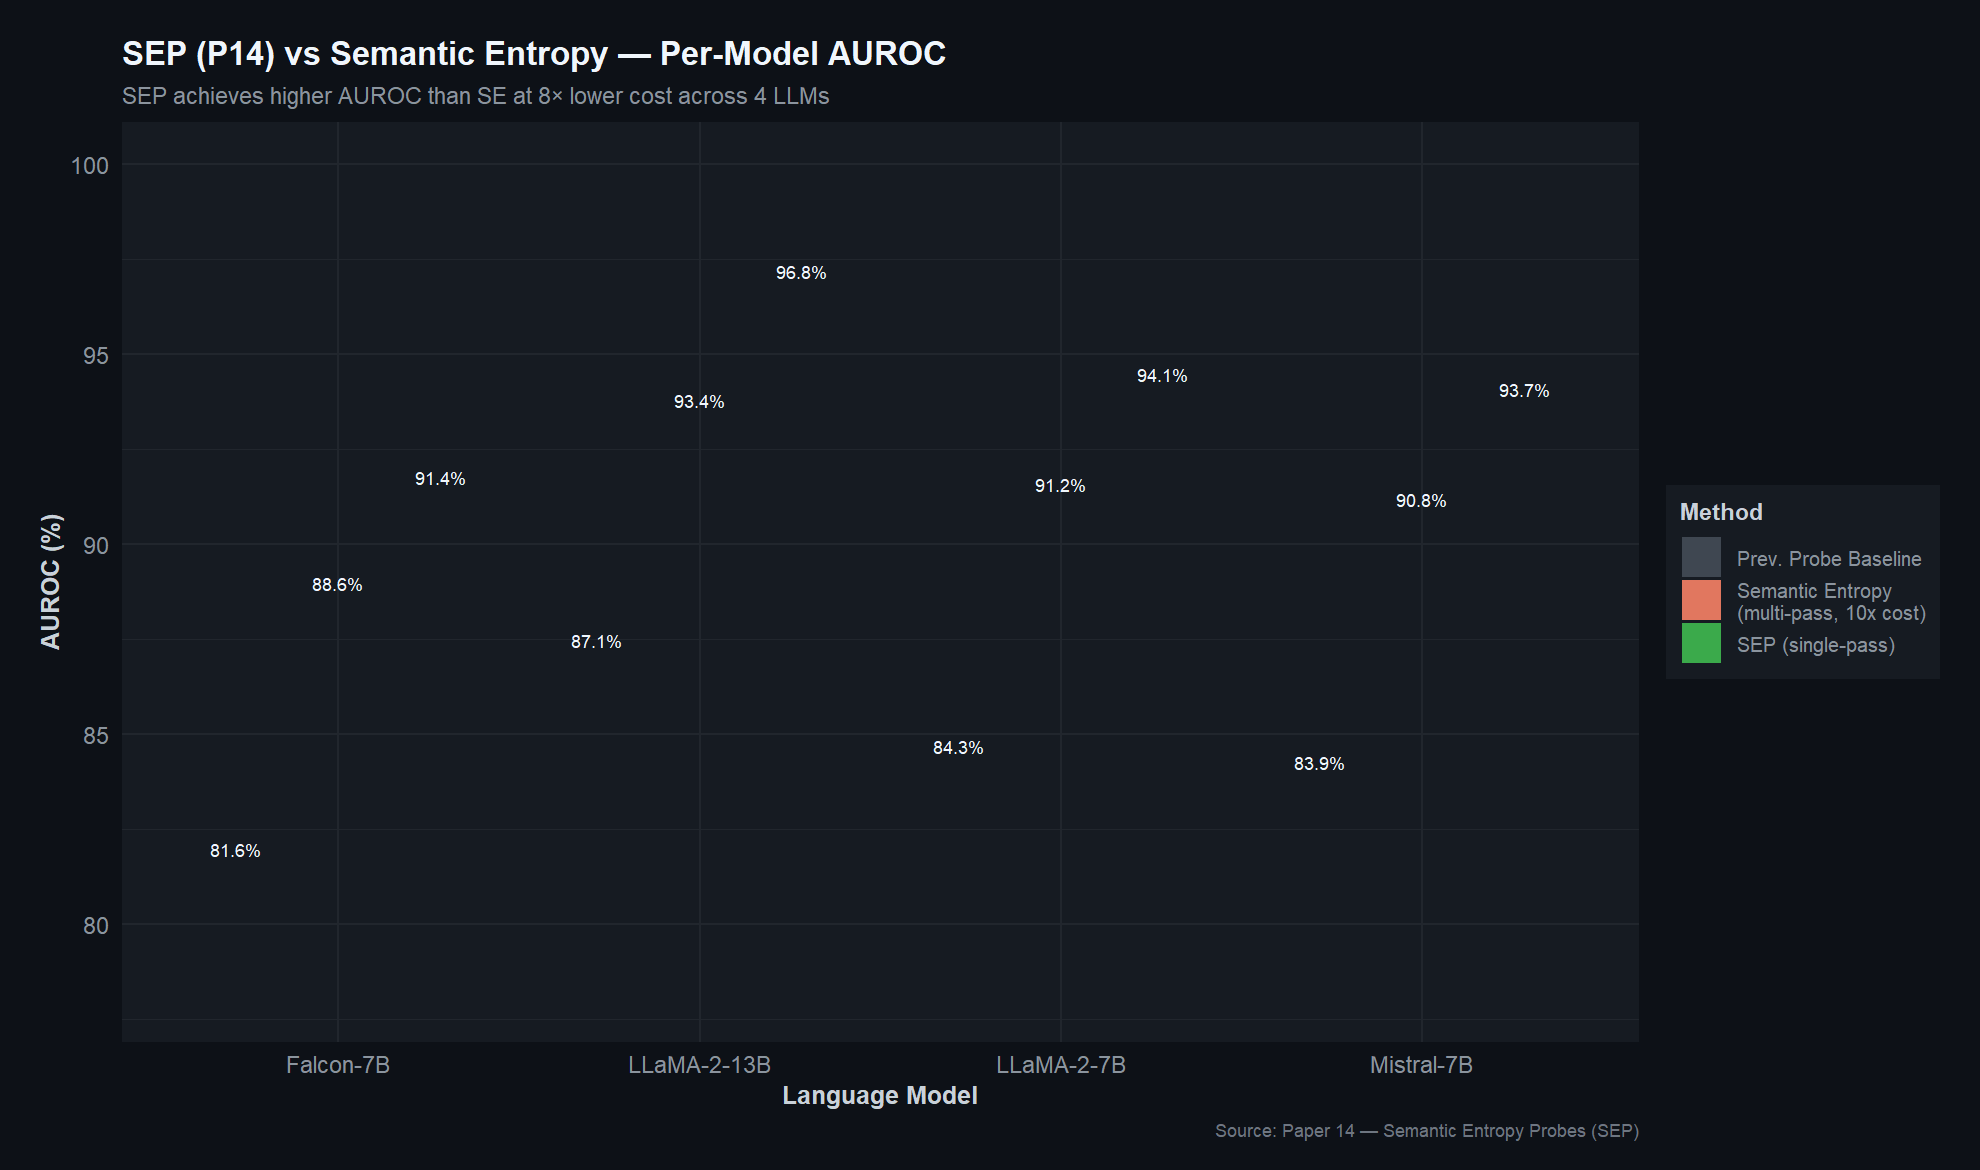 SEP (P14) vs Semantic Entropy — Per-Model AUROC
SEP achieves higher AUROC than SE at 8× lower cost across 4 LLMs
AUROC (%)
100
95
90
85
80
96.8%
94.1%
93.7%
93.4%
91.4%
91.2%
90.8%
88.6%
87.1%
84.3%
83.9%
81.6%
Falcon-7B
LLaMA-2-13B
LLaMA-2-7B
Mistral-7B
Language Model
Method
Prev. Probe Baseline
Semantic Entropy
(multi-pass, 10x cost)
SEP (single-pass)
Source: Paper 14 — Semantic Entropy Probes (SEP)